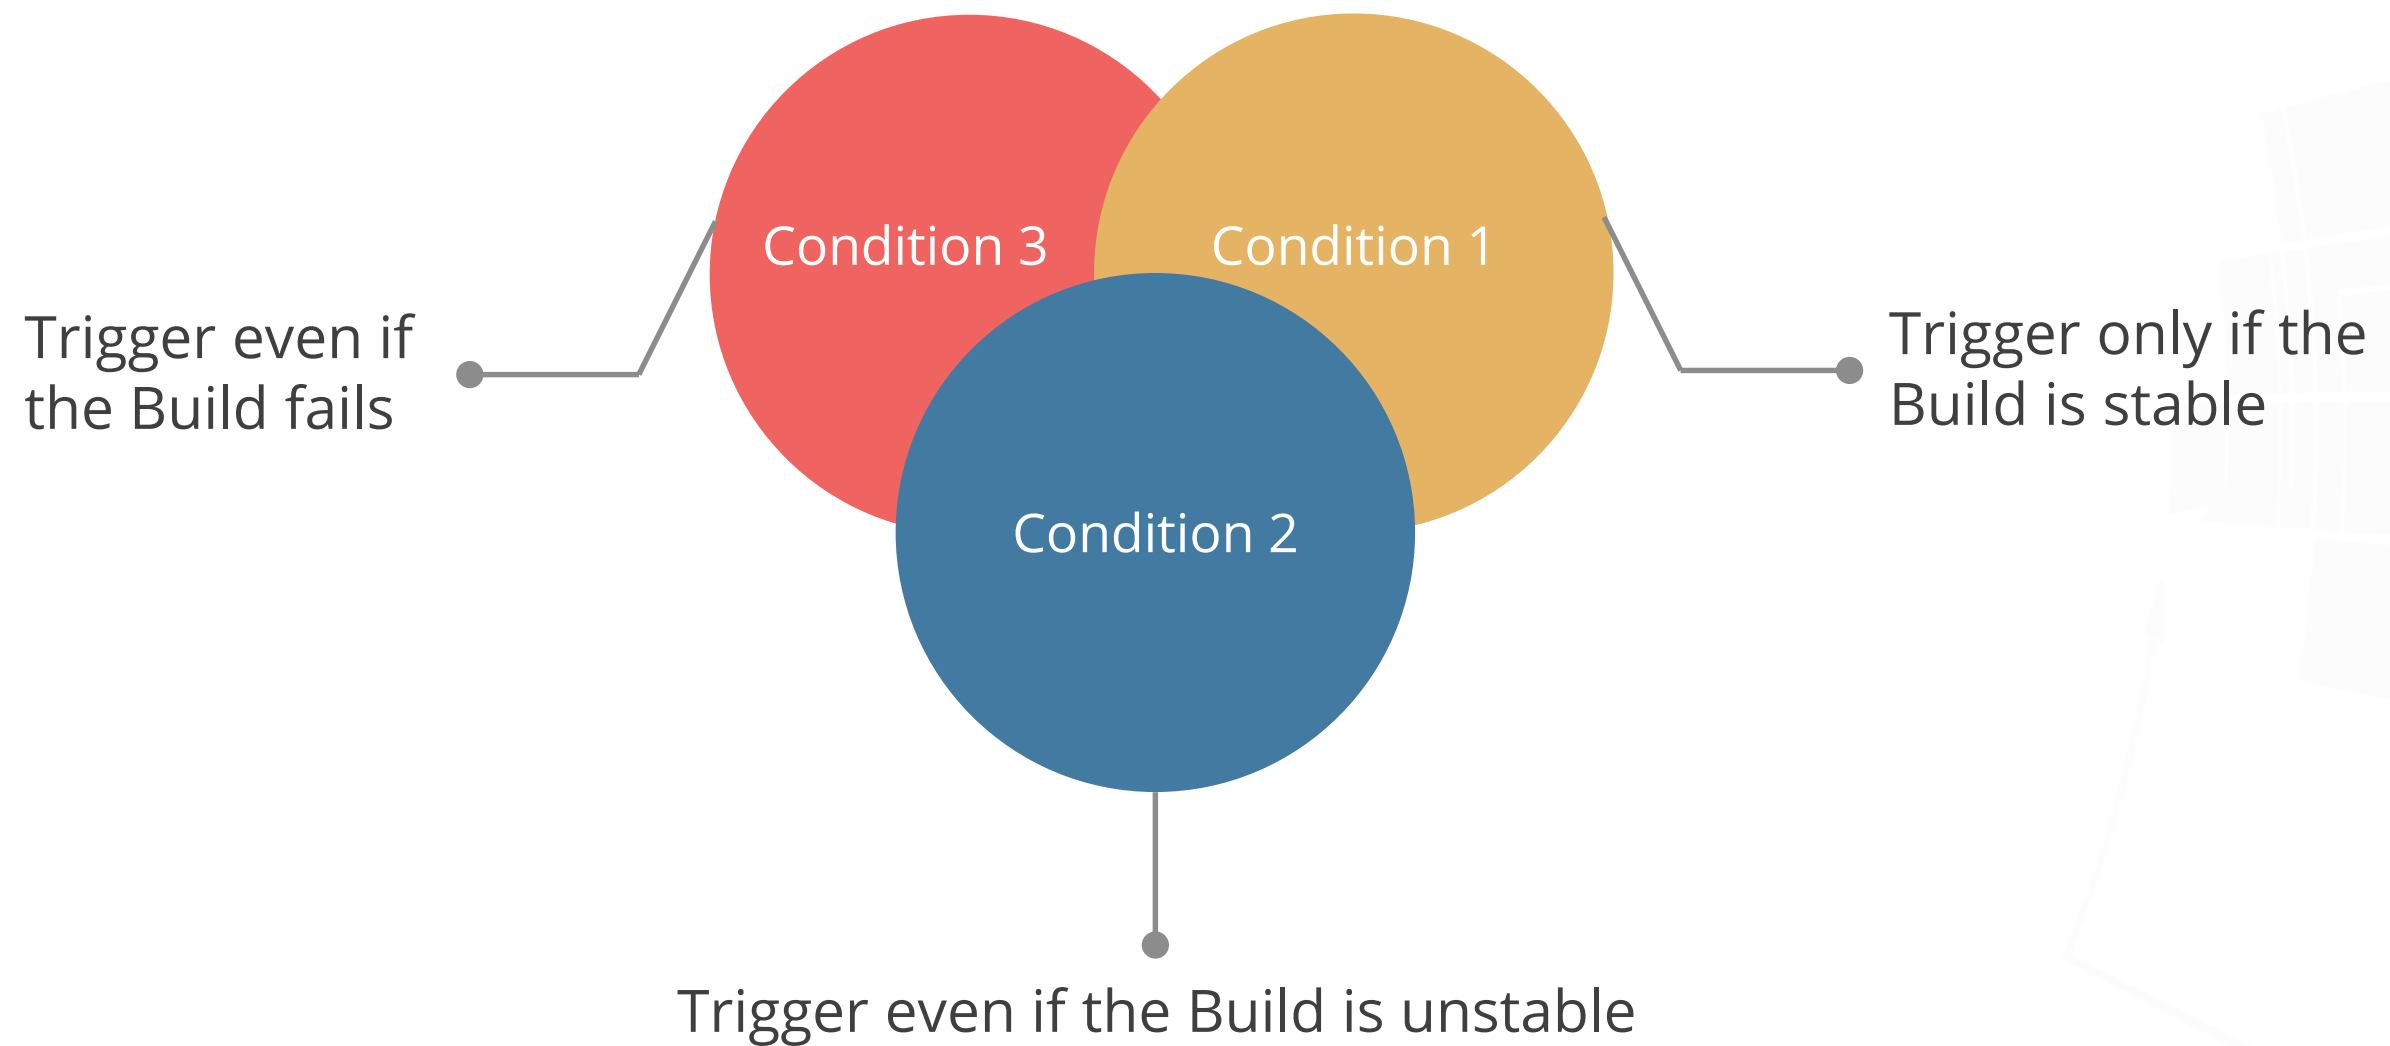 Condition 3
Condition 1
Trigger even if
the Build fails
Trigger only if the
Build is stable
Condition 2
Trigger even if the Build is unstable